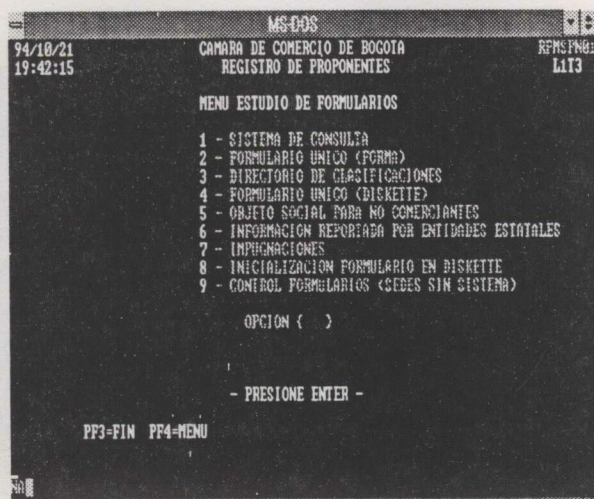 MS-DOS
94/10/21 CAMARA DE COMERCIO DE BOGOTA RFMSPN01
19:42:15 REGISTRO DE PROPONENTES L1T3
MENU ESTUDIO DE FORMULARIOS
1 - SISTEMA DE CONSULTA
2 - FORMULARIO UNICO (FORMA)
3 - DIRECTORIO DE CLASIFICACIONES
4 - FORMULARIO UNICO (DISKETTE)
5 - OBJETO SOCIAL PARA NO COMERCIANTES
6 - INFORMACION REPORTADA POR ENTIDADES ESTATALES
7 - IMPUGNACIONES
8 - INICIALIZACION FORMULARIO EN DISKETTE
9 - CONTROL FORMULARIOS (SEDES SIN SISTEMA)
OPCION { }
- PRESIONE ENTER -
PF3=FIN PF4=MENU
NA